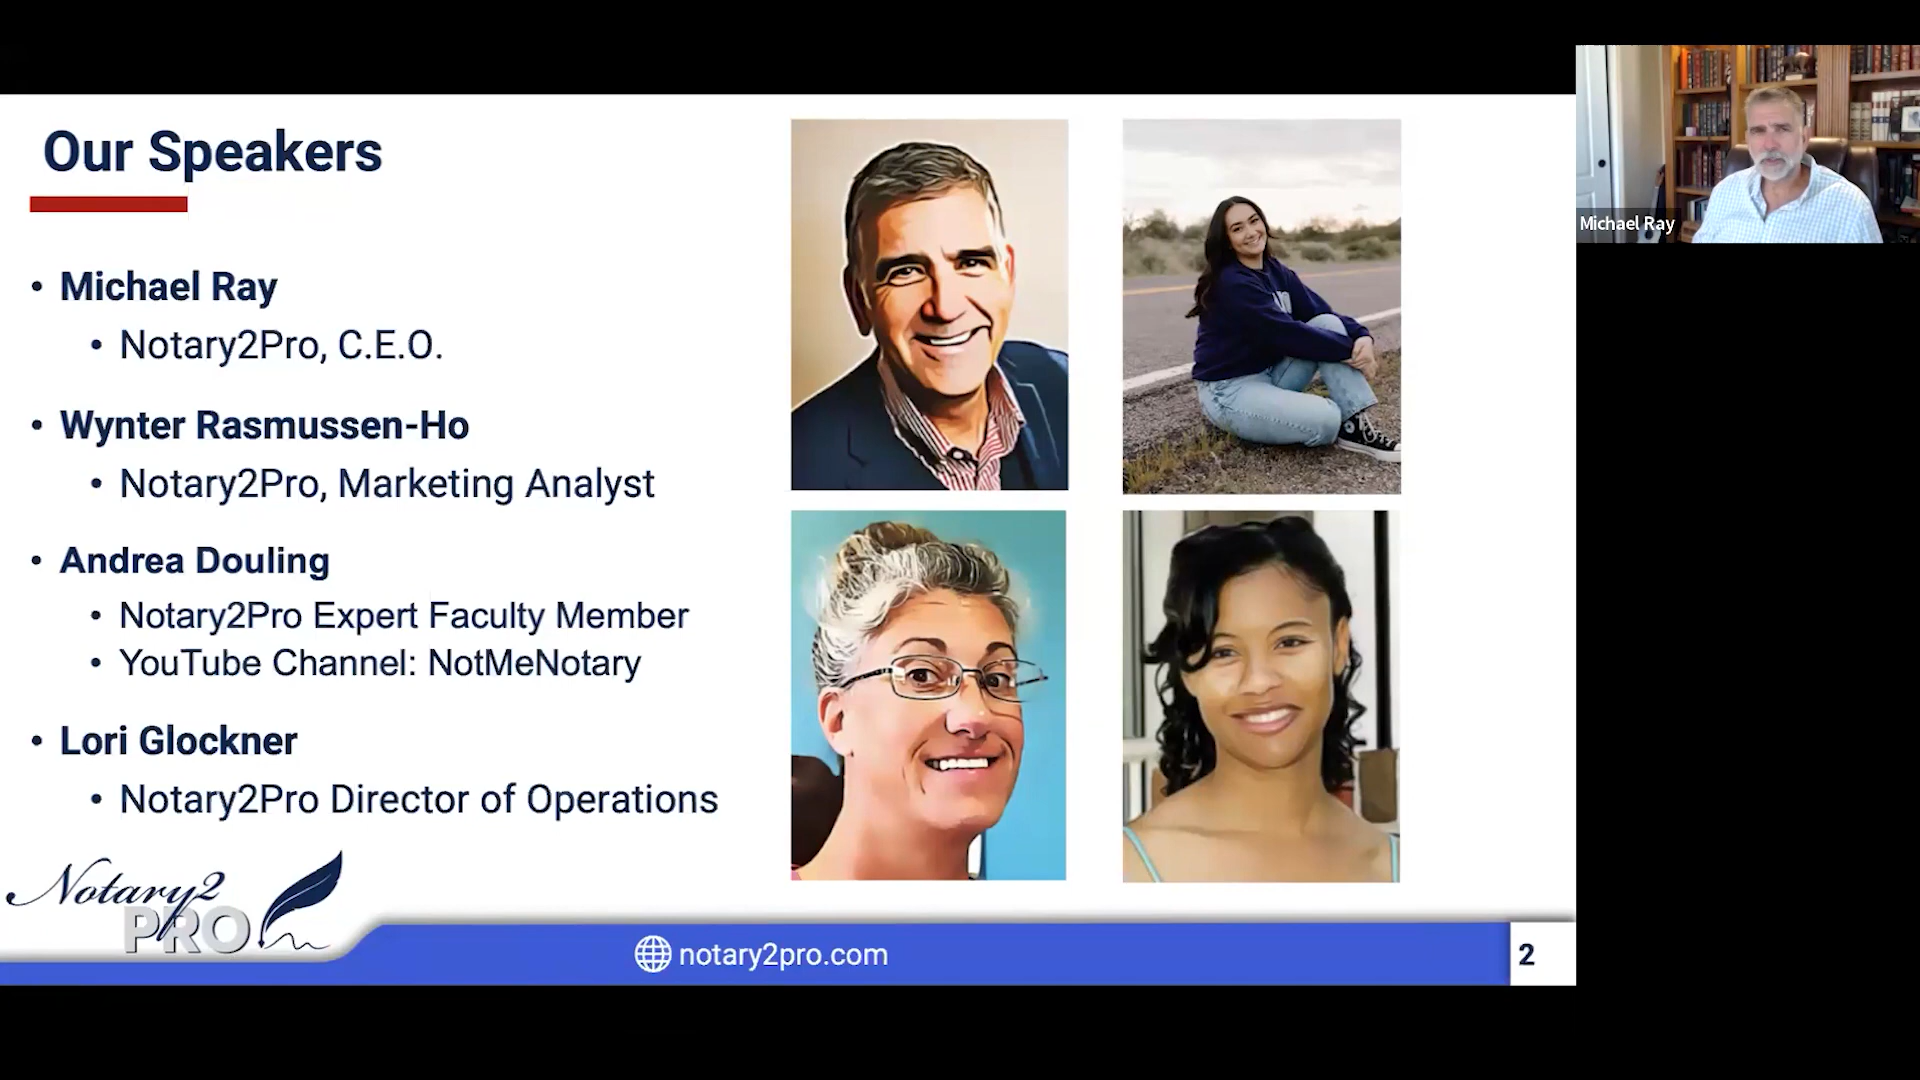 Our Speakers
• Michael Ray
• Notary2Pro, C.E.O.
• Wynter Rasmussen-Ho
• Notary2Pro, Marketing Analyst
• Andrea Douling
• Notary2Pro Expert Faculty Member
• YouTube Channel: NotMeNotary
• Lori Glockner
• Notary2Pro Director of Operations
Notary2
PRO
notary2pro.com
2
Michael Ray